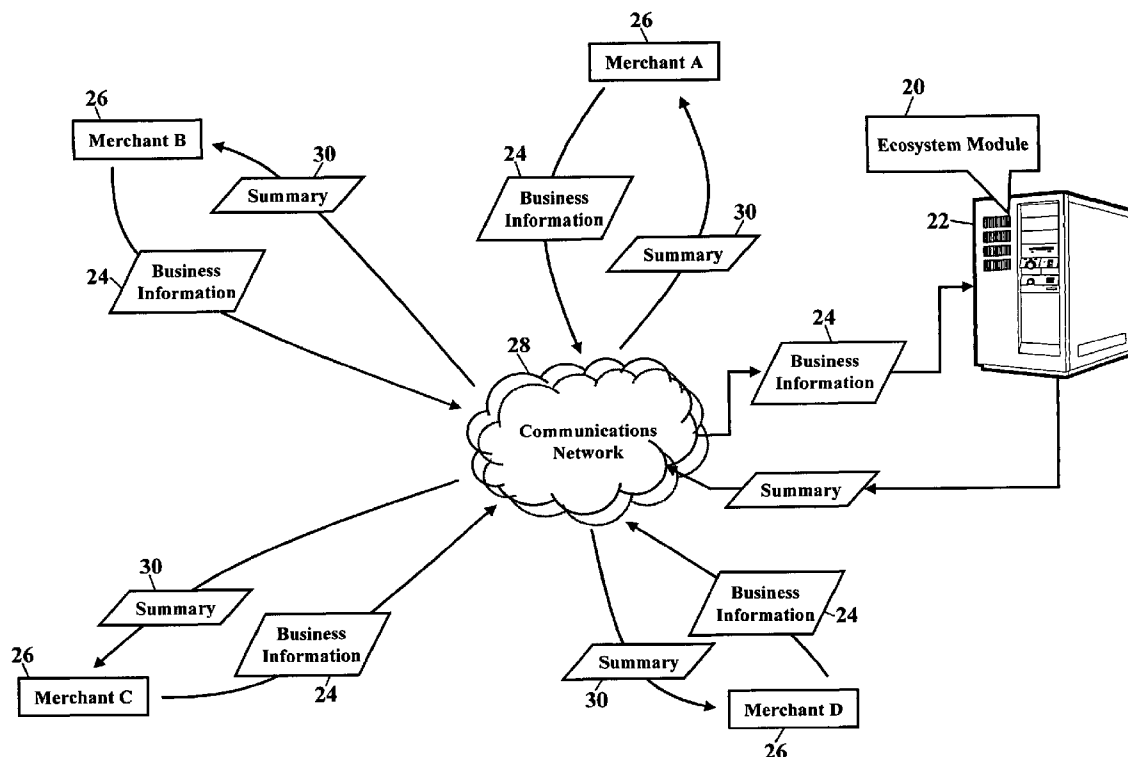 26
Merchant A
26
Merchant B
20
Ecosystem Module
30
Summary
24
Business
Information
30
Summary
22
24
Business
Information
28
Communications
Network
24
Business
Information
Summary
30
Summary
26
Merchant C
Business
Information
24
Business
Information
24
Summary
30
Merchant D
26